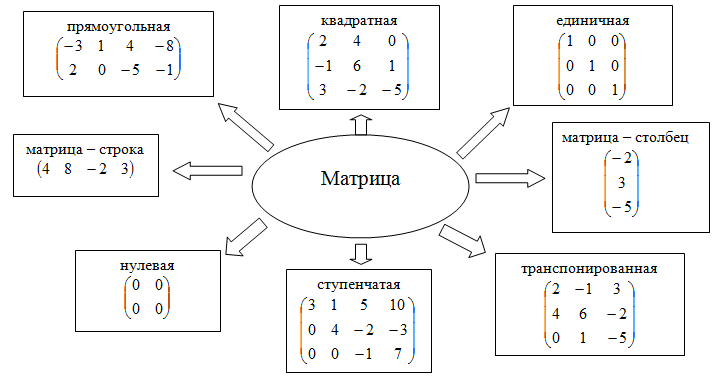 прямоугольная
−3 1 4 −8
2 0 −5 −1
квадратная
2 4 0
−1 6 1
3 −2 −5
единичная
1 0 0
0 1 0
0 0 1
матрица – строка
(4 8 −2 3)
Матрица
матрица – столбец
−2
3
−5
нулевая
0 0
0 0
ступенчатая
3 1 5 10
0 4 −2 −3
0 0 −1 7
транспонированная
2 −1 3
4 6 −2
0 1 −5